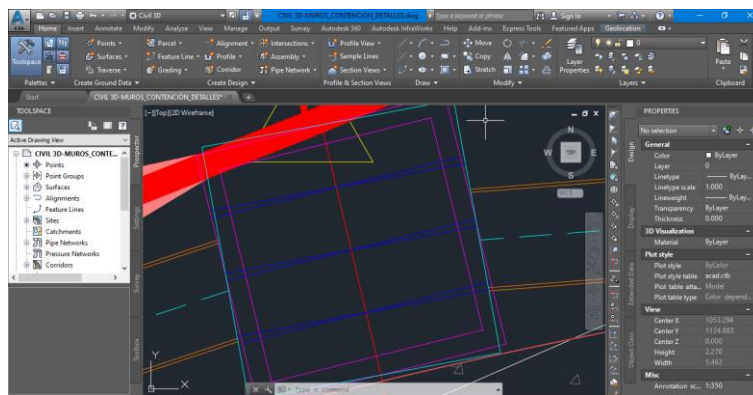 Civil 3D
CIVIL 3D-MUROS_CONTENCIÓN_DETALLES.dwg
Type a keyword or phrase
Sign In
Home Insert Annotate Modify Analyze View Manage Output Survey Autodesk 360 Autodesk InfraWorks Help Add-ins Express Tools Featured Apps Geolocation
Toolspace
Points
Surfaces
Traverse
Parcel
Feature Line
Grading
Alignment
Profile
Corridor
Intersections
Assembly
Pipe Network
Profile View
Sample Lines
Section Views
Move
Copy
Stretch
Layer Properties
Paste
Palettes Create Ground Data Create Design Profile & Section Views Draw Modify Layers Clipboard
Start CIVIL 3D-MUROS_CONTENCIÓN_DETALLES*
TOOLSPACE
Active Drawing View
CIVIL 3D-MUROS_CONTE...
Points
Point Groups
Surfaces
Alignments
Feature Lines
Sites
Catchments
Pipe Networks
Pressure Networks
Corridors
Prospector
Settings
Survey
Toolbox
[-][Top][2D Wireframe]
N
W TOP E
S
WCS
Y
X
Type a command
PROPERTIES
No selection
General
Color ByLayer
Layer 0
Linetype ByLay...
Linetype scale 1.000
Lineweight ByLay...
Transparency ByLayer
Thickness 0.000
3D Visualization
Material ByLayer
Plot style
Plot style ByColor
Plot style table acad.ctb
Plot table atta... Model
Plot table type Color depend...
View
Center X 1053.294
Center Y 1124.883
Center Z 0.000
Height 2.270
Width 5.462
Misc
Annotation sc... 1:350
Design
Display
Extended Data
Object Class